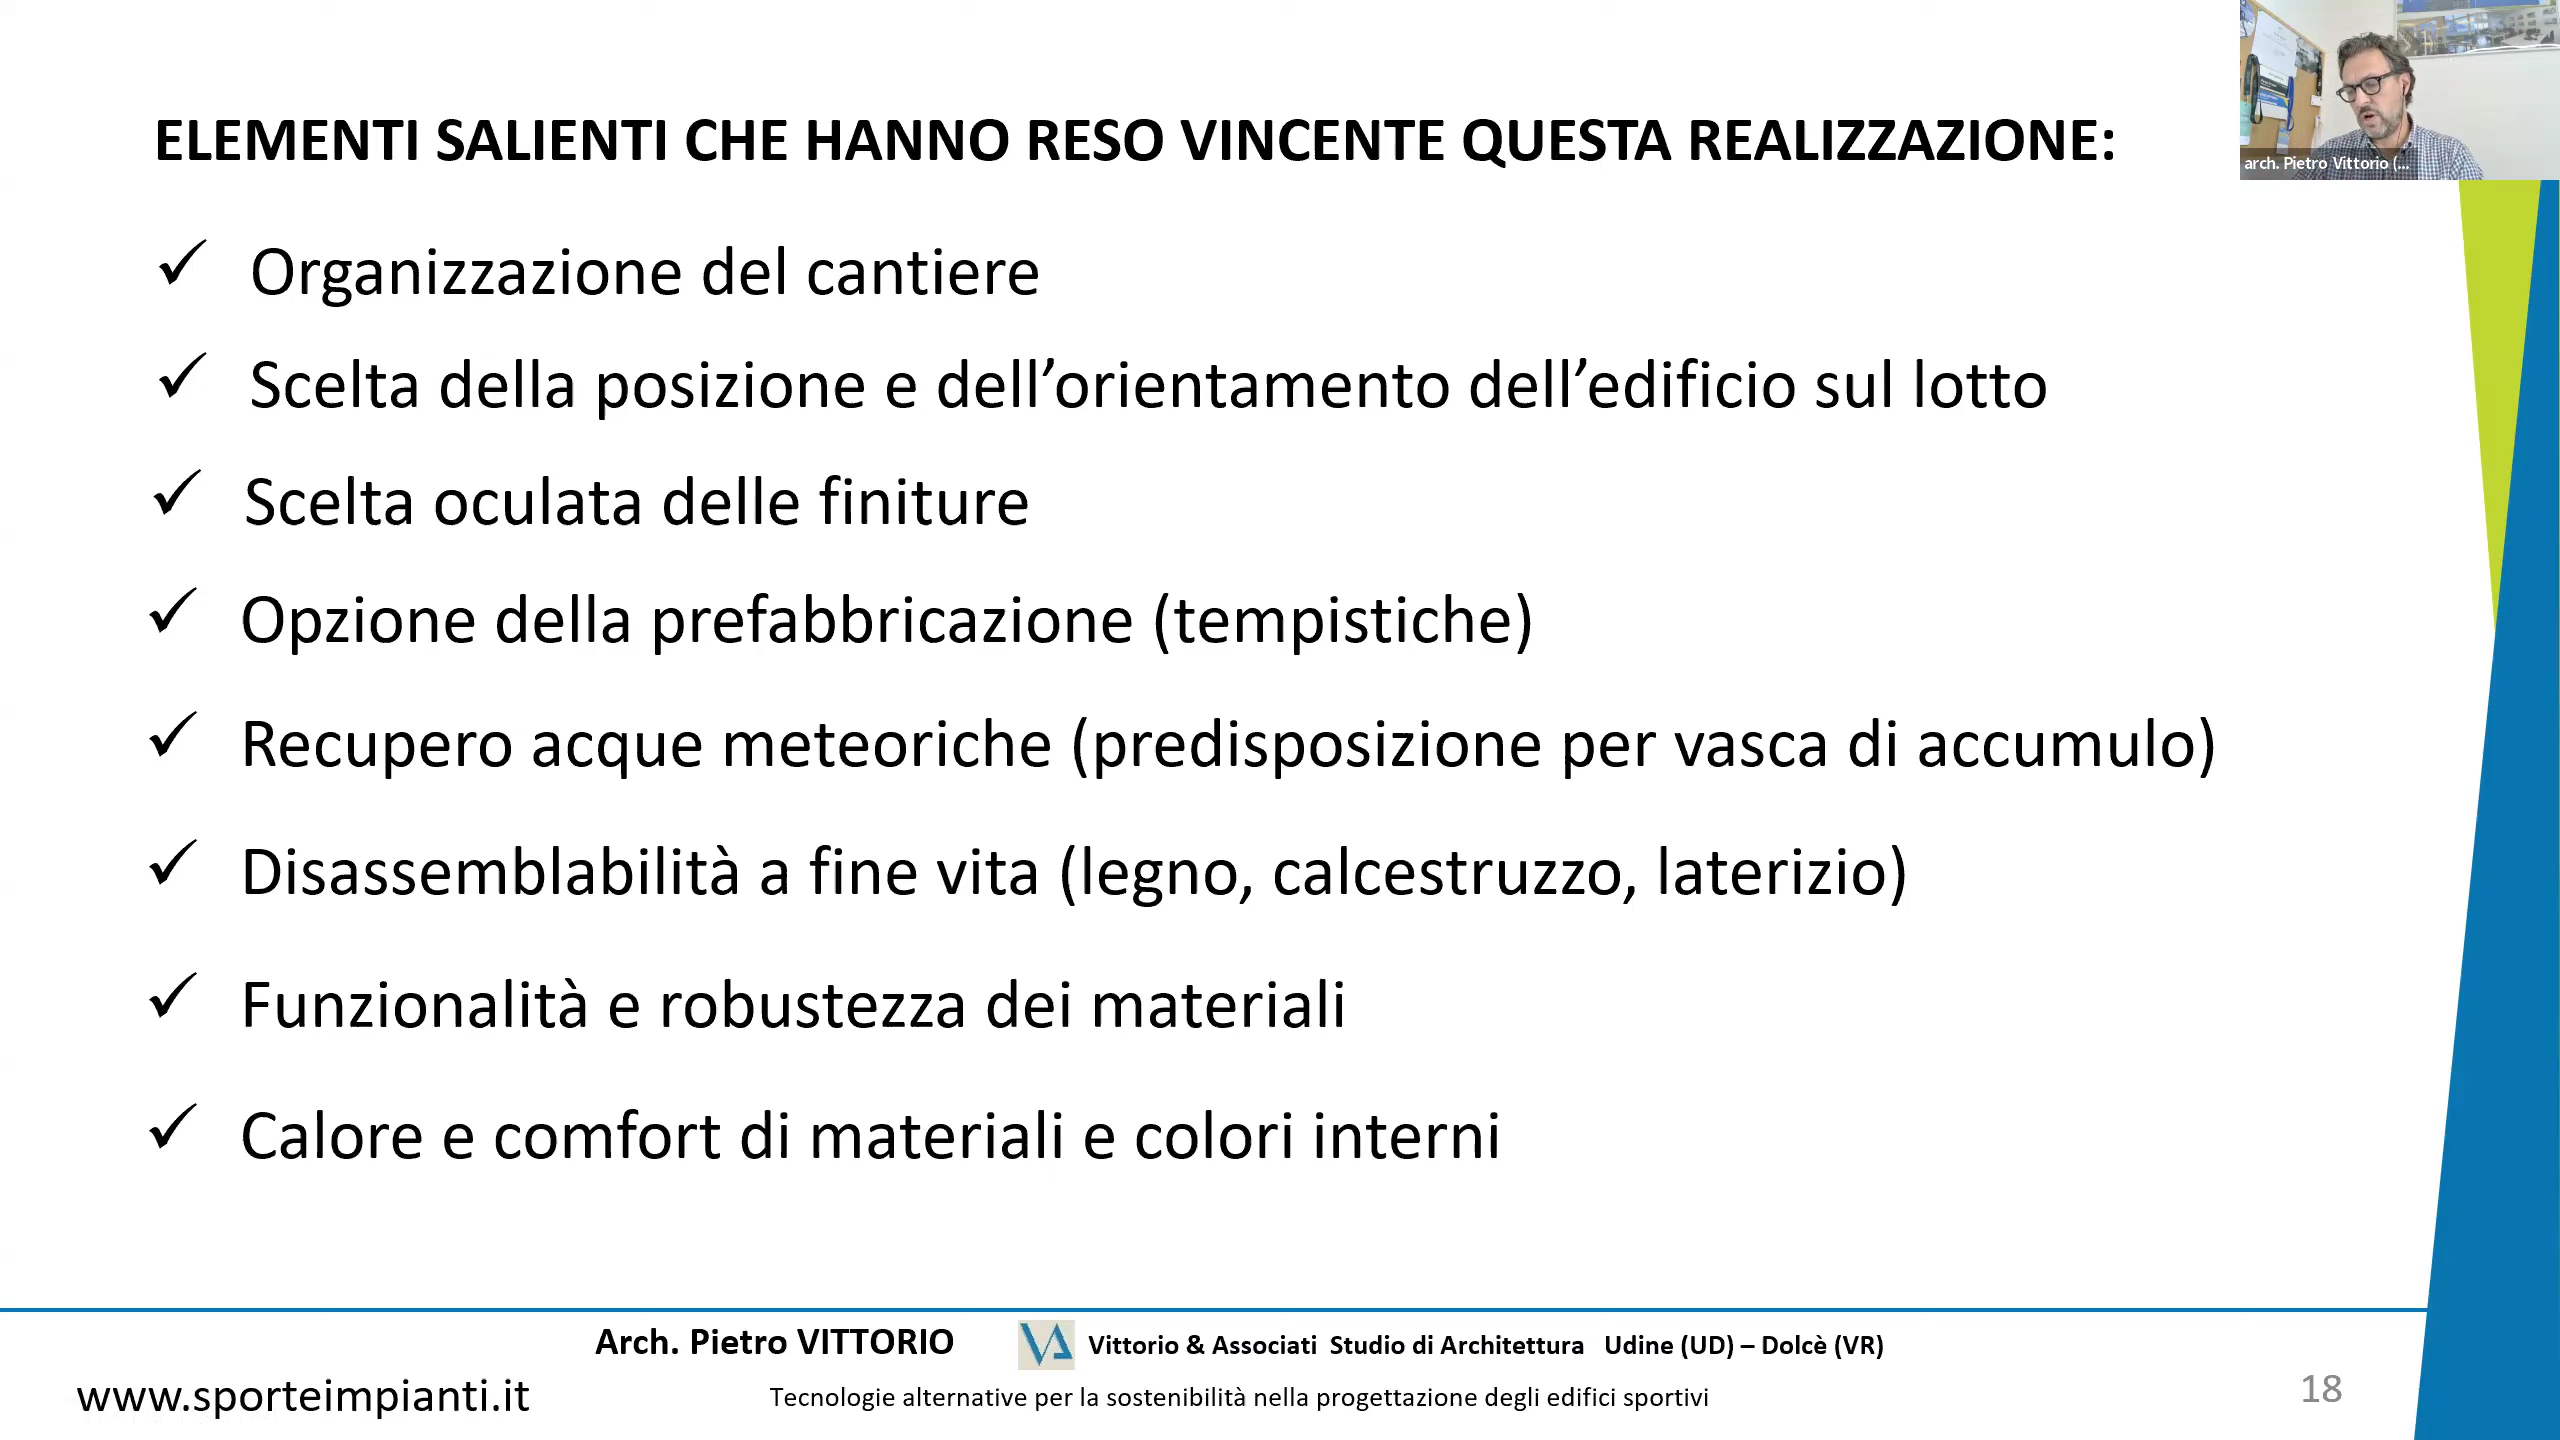 ELEMENTI SALIENTI CHE HANNO RESO VINCENTE QUESTA REALIZZAZIONE:
arch. Pietro Vittorio (...
✓ Organizzazione del cantiere
✓ Scelta della posizione e dell’orientamento dell’edificio sul lotto
✓ Scelta oculata delle finiture
✓ Opzione della prefabbricazione (tempistiche)
✓ Recupero acque meteoriche (predisposizione per vasca di accumulo)
✓ Disassemblabilità a fine vita (legno, calcestruzzo, laterizio)
✓ Funzionalità e robustezza dei materiali
✓ Calore e comfort di materiali e colori interni
Arch. Pietro VITTORIO VA Vittorio & Associati Studio di Architettura Udine (UD) – Dolcè (VR)
www.sporteimpianti.it Tecnologie alternative per la sostenibilità nella progettazione degli edifici sportivi 18